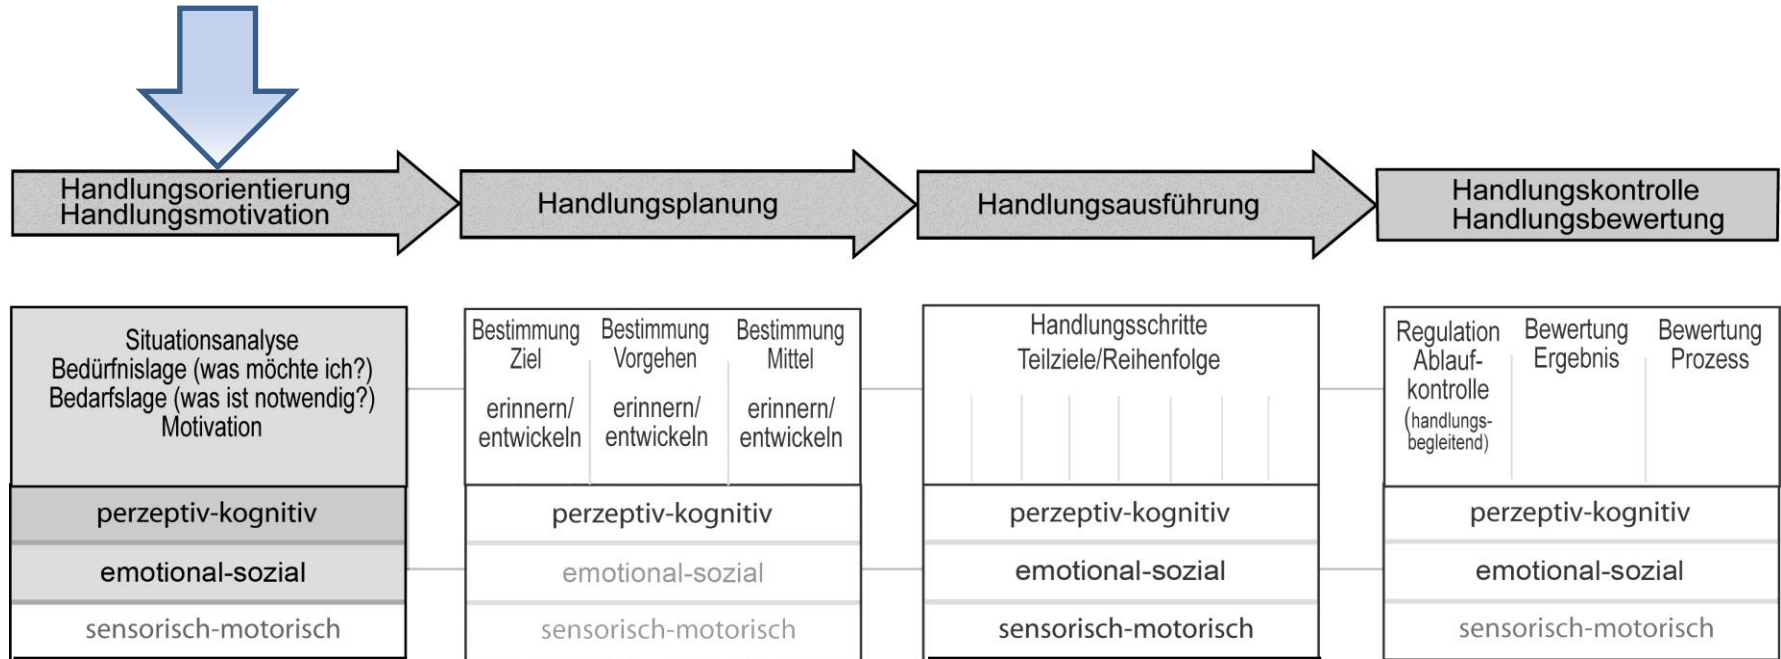 Handlungsorientierung
Handlungsmotivation
Handlungsplanung
Handlungsausführung
Handlungskontrolle
Handlungsbewertung
Situationsanalyse
Bedürfnislage (was möchte ich?)
Bedarfslage (was ist notwendig?)
Motivation
perzeptiv-kognitiv
emotional-sozial
sensorisch-motorisch
Bestimmung
Ziel
erinnern/
entwickeln
Bestimmung
Vorgehen
erinnern/
entwickeln
Bestimmung
Mittel
erinnern/
entwickeln
perzeptiv-kognitiv
emotional-sozial
sensorisch-motorisch
Handlungsschritte
Teilziele/Reihenfolge
perzeptiv-kognitiv
emotional-sozial
sensorisch-motorisch
Regulation
Ablauf-
kontrolle
(handlungs-
begleitend)
Bewertung
Ergebnis
Bewertung
Prozess
perzeptiv-kognitiv
emotional-sozial
sensorisch-motorisch